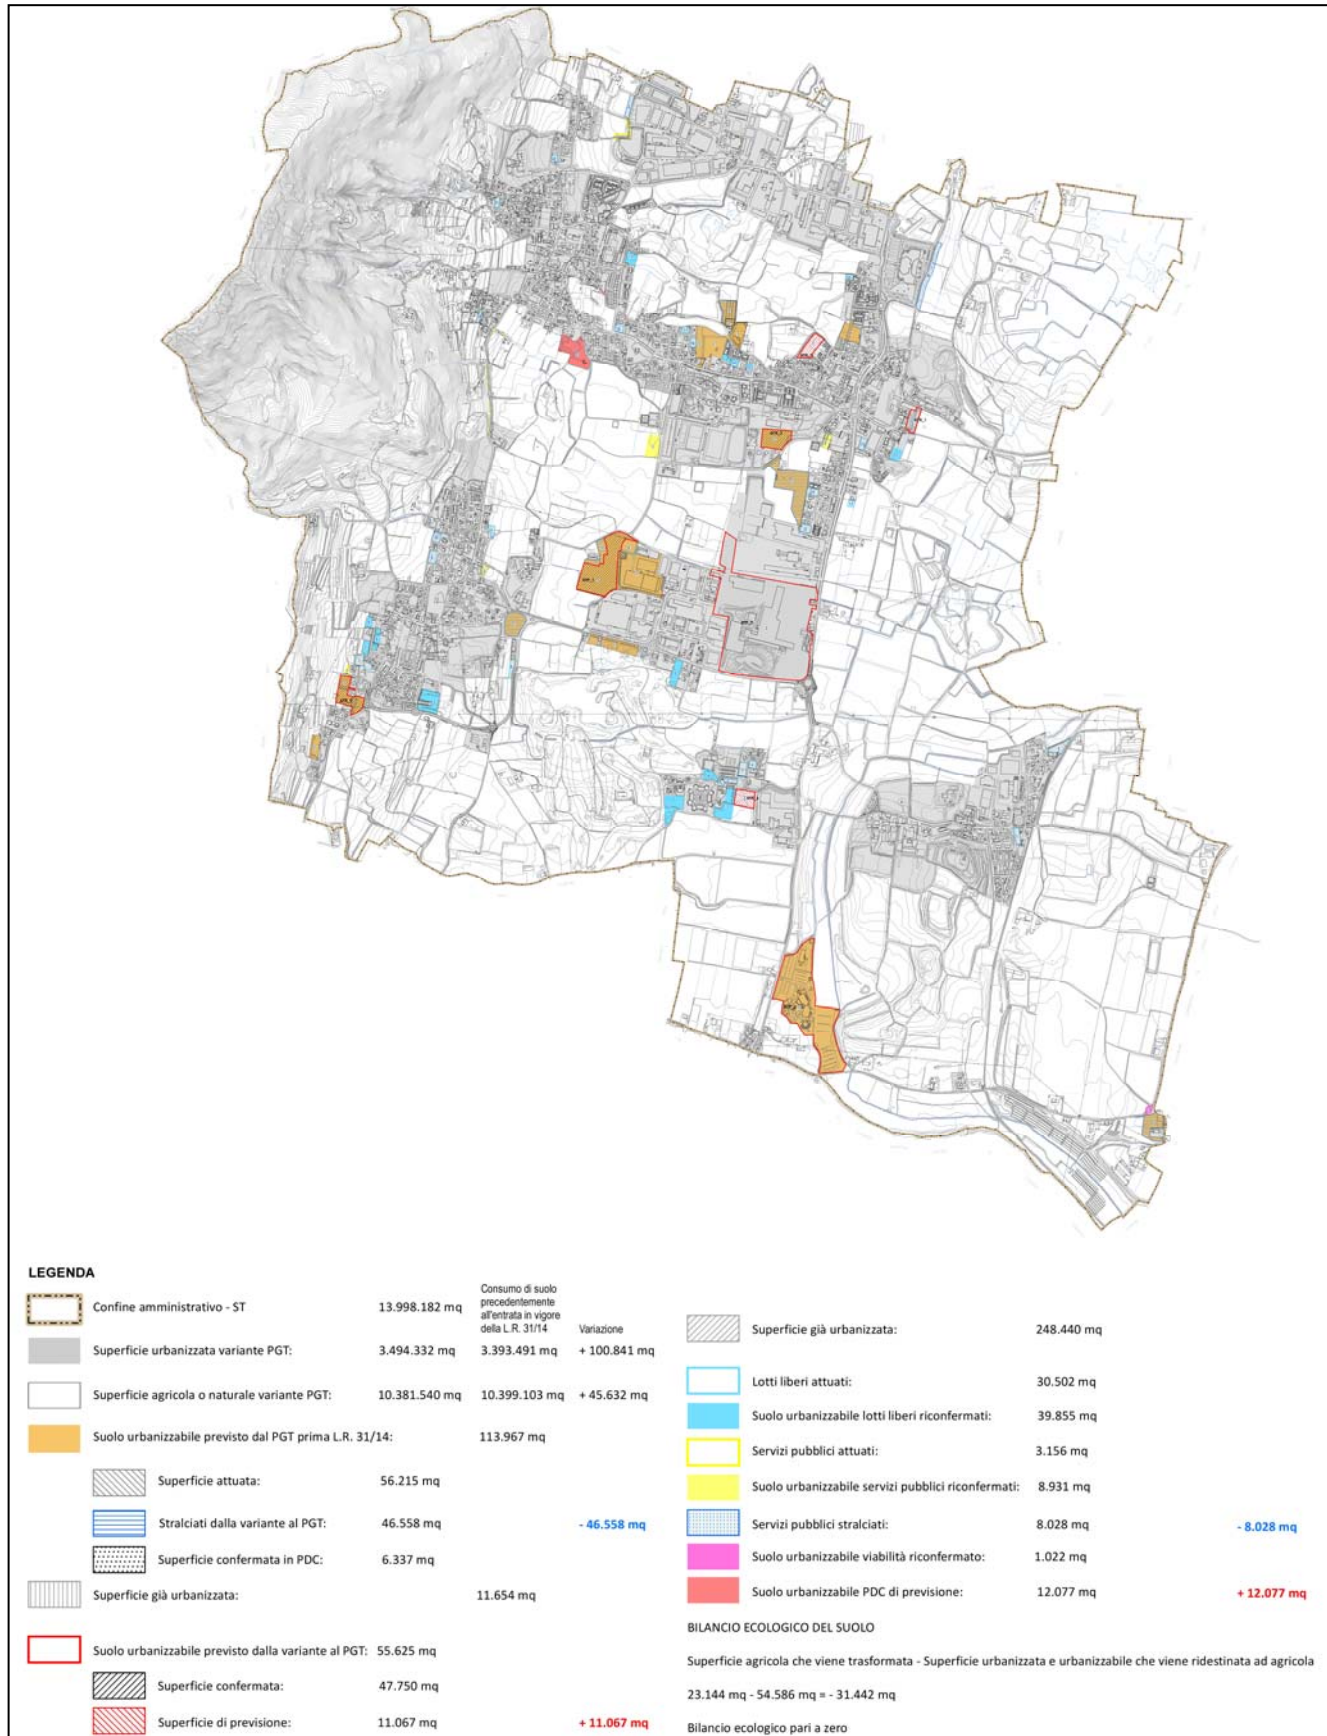 LEGENDA
Consumo di suolo
precedentemente
all'entrata in vigore
della L.R. 31/14
Variazione
Confine amministrativo - ST 13.998.182 mq
Superficie urbanizzata variante PGT: 3.494.332 mq 3.393.491 mq + 100.841 mq
Superficie agricola o naturale variante PGT: 10.381.540 mq 10.399.103 mq + 45.632 mq
Suolo urbanizzabile previsto dal PGT prima L.R. 31/14: 113.967 mq
Superficie attuata: 56.215 mq
Stralciati dalla variante al PGT: 46.558 mq - 46.558 mq
Superficie confermata in PDC: 6.337 mq
Superficie già urbanizzata: 11.654 mq
Suolo urbanizzabile previsto dalla variante al PGT: 55.625 mq
Superficie confermata: 47.750 mq
Superficie di previsione: 11.067 mq + 11.067 mq
Superficie già urbanizzata: 248.440 mq
Lotti liberi attuati: 30.502 mq
Suolo urbanizzabile lotti liberi riconfermati: 39.855 mq
Servizi pubblici attuati: 3.156 mq
Suolo urbanizzabile servizi pubblici riconfermati: 8.931 mq
Servizi pubblici stralciati: 8.028 mq - 8.028 mq
Suolo urbanizzabile viabilità riconfermato: 1.022 mq
Suolo urbanizzabile PDC di previsione: 12.077 mq + 12.077 mq
BILANCIO ECOLOGICO DEL SUOLO
Superficie agricola che viene trasformata - Superficie urbanizzata e urbanizzabile che viene ridestinata ad agricola
23.144 mq - 54.586 mq = - 31.442 mq
Bilancio ecologico pari a zero